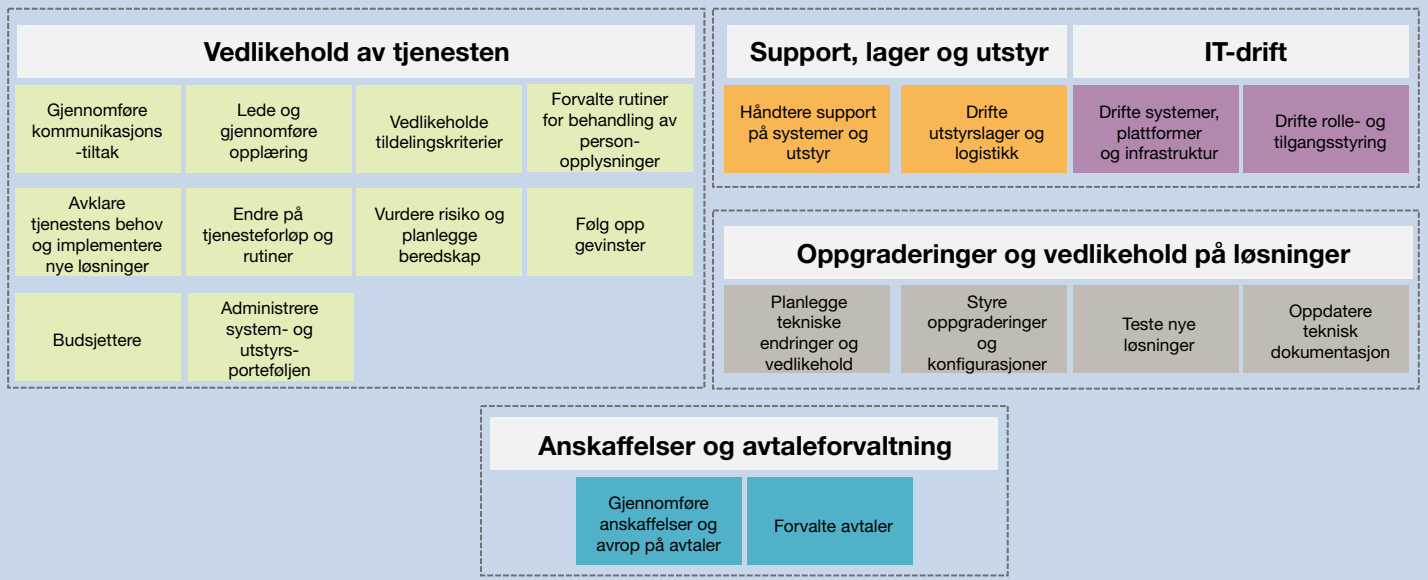 Vedlikehold av tjenesten
Gjennomføre
kommunikasjons
-tiltak
Lede og
gjennomføre
opplæring
Vedlikeholde
tildelingskriterier
Forvalte rutiner
for behandling av
person-
opplysninger
Avklare
tjenestens behov
og implementere
nye løsninger
Endre på
tjenesteforløp og
rutiner
Vurdere risiko og
planlegge
beredskap
Følg opp
gevinster
Budsjettere
Administrere
system- og
utstyrs-
porteføljen
Support, lager og utstyr
IT-drift
Håndtere support
på systemer og
utstyr
Drifte
utstyrslager og
logistikk
Drifte systemer,
plattformer
og infrastruktur
Drifte rolle- og
tilgangsstyring
Oppgraderinger og vedlikehold på løsninger
Planlegge
tekniske
endringer og
vedlikehold
Styre
oppgraderinger
og
konfigurasjoner
Teste nye
løsninger
Oppdatere
teknisk
dokumentasjon
Anskaffelser og avtaleforvaltning
Gjennomføre
anskaffelser og
avrop på avtaler
Forvalte avtaler